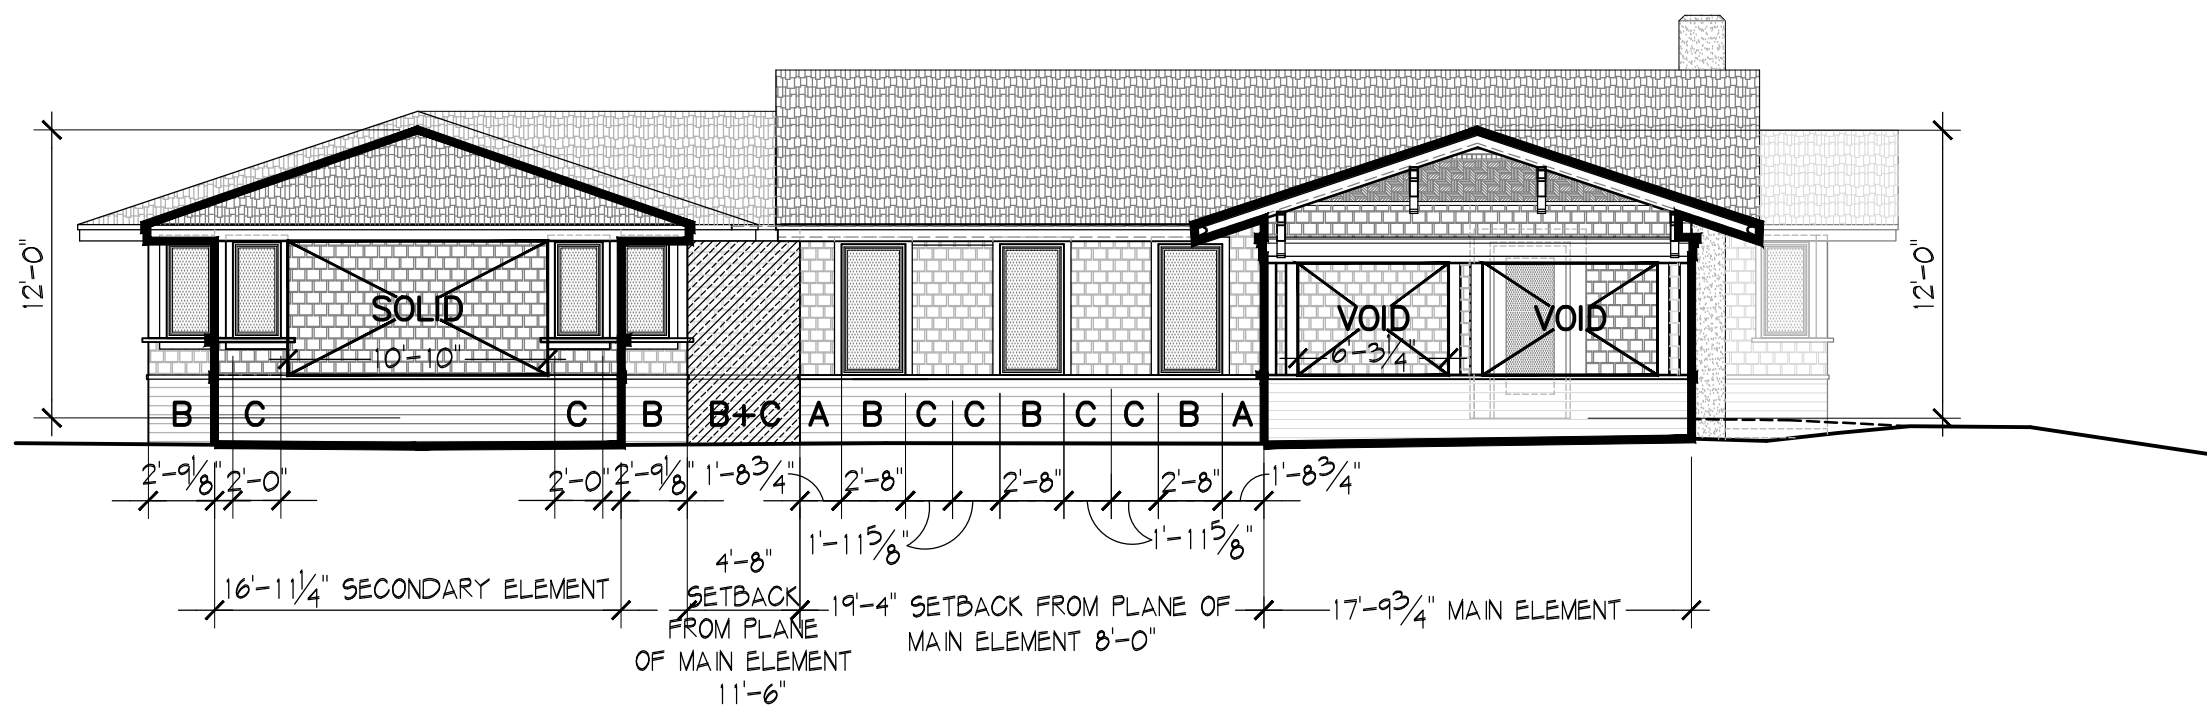 12'-0"
SOLID
10'-10"
VOID
VOID
6'-3¼"
12'-0"
B C C B B+C A B C C B C C B A
2'-9⅛" 2'-0" 2'-0" 2'-9⅛" 1'-8¾" 2'-8" 2'-8" 2'-8" 1'-8¾"
1'-11⅝" 1'-11⅝"
16'-11¼" SECONDARY ELEMENT
4'-8"
SETBACK
FROM PLANE
OF MAIN ELEMENT
11'-6"
19'-4" SETBACK FROM PLANE OF
MAIN ELEMENT 8'-0"
17'-9¾" MAIN ELEMENT